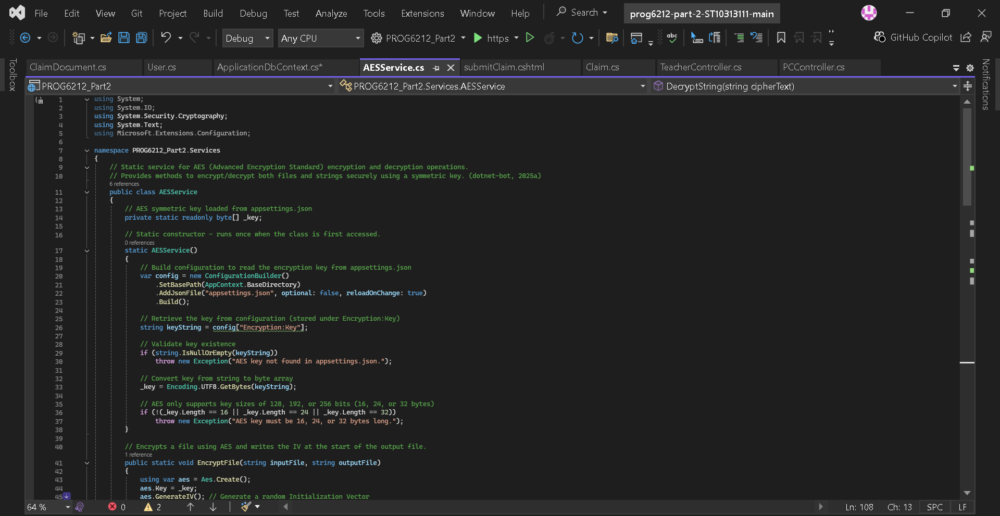 File Edit View Git Project Build Debug Test Analyze Tools Extensions Window Help Search prog6212-part-2-ST10313111-main
Debug Any CPU PROG6212_Part2 https GitHub Copilot
Toolbox
ClaimDocument.cs User.cs ApplicationDbContext.cs* AESService.cs submitClaim.cshtml Claim.cs TeacherController.cs PCController.cs
Notifications
PROG6212_Part2 PROG6212_Part2.Services.AESService DecryptString(string cipherText)
1 using System;
2 using System.IO;
3 using System.Security.Cryptography;
4 using System.Text;
5 using Microsoft.Extensions.Configuration;
6
7 namespace PROG6212_Part2.Services
8 {
9 // Static service for AES (Advanced Encryption Standard) encryption and decryption operations.
10 // Provides methods to encrypt/decrypt both files and strings securely using a symmetric key. (dotnet-bot, 2025a)
6 references
11 public class AESService
12 {
13 // AES symmetric key loaded from appsettings.json
14 private static readonly byte[] _key;
15
16 // Static constructor - runs once when the class is first accessed.
0 references
17 static AESService()
18 {
19 // Build configuration to read the encryption key from appsettings.json
20 var config = new ConfigurationBuilder()
21 .SetBasePath(AppContext.BaseDirectory)
22 .AddJsonFile("appsettings.json", optional: false, reloadOnChange: true)
23 .Build();
24
25 // Retrieve the key from configuration (stored under Encryption:Key)
26 string keyString = config["Encryption:Key"];
27
28 // Validate key existence
29 if (string.IsNullOrEmpty(keyString))
30 throw new Exception("AES key not found in appsettings.json.");
31
32 // Convert key from string to byte array
33 _key = Encoding.UTF8.GetBytes(keyString);
34
35 // AES only supports key sizes of 128, 192, or 256 bits (16, 24, or 32 bytes)
36 if (!(_key.Length == 16 || _key.Length == 24 || _key.Length == 32))
37 throw new Exception("AES key must be 16, 24, or 32 bytes long.");
38 }
39
40 // Encrypts a file using AES and writes the IV at the start of the output file.
1 reference
41 public static void EncryptFile(string inputFile, string outputFile)
42 {
43 using var aes = Aes.Create();
44 aes.Key = _key;
45 aes.GenerateIV(); // Generate a random Initialization Vector
64 % 0 2 Ln: 108 Ch: 13 SPC LF